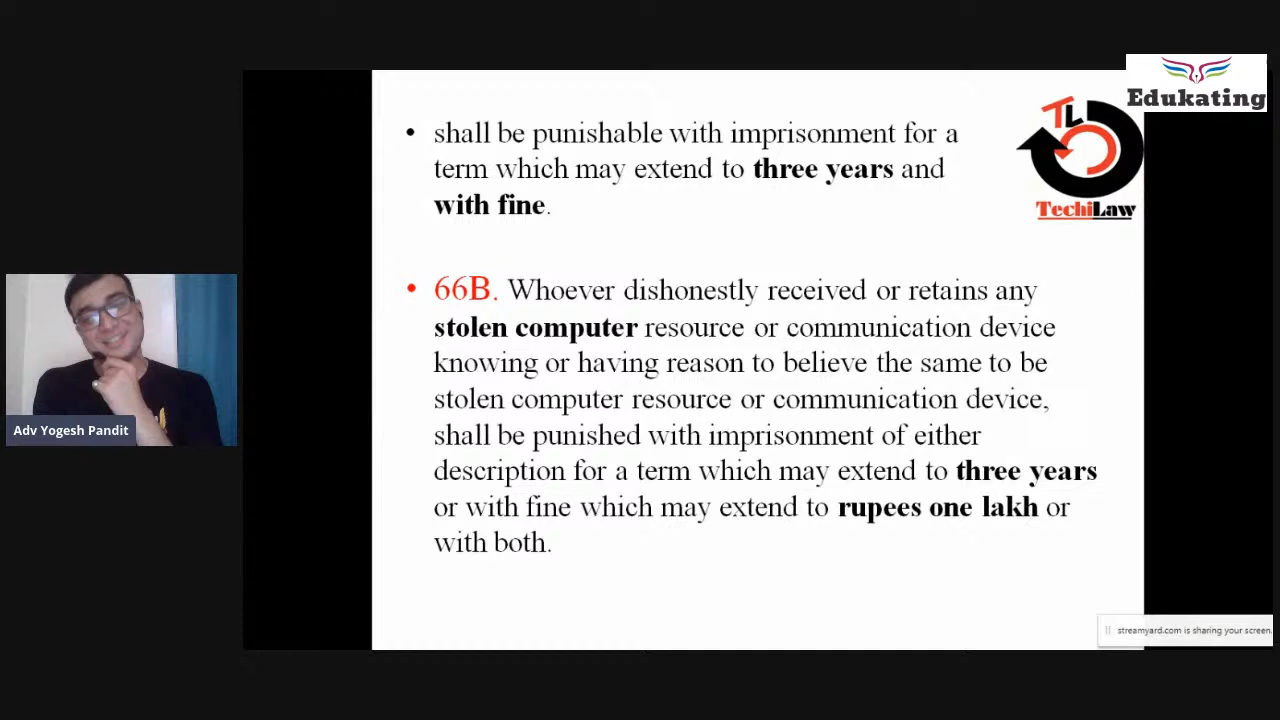 Edukating
TL
TechiLaw
• shall be punishable with imprisonment for a
term which may extend to three years and
with fine.
• 66B. Whoever dishonestly received or retains any
stolen computer resource or communication device
knowing or having reason to believe the same to be
stolen computer resource or communication device,
shall be punished with imprisonment of either
description for a term which may extend to three years
or with fine which may extend to rupees one lakh or
with both.
Adv Yogesh Pandit
streamyard.com is sharing your screen.